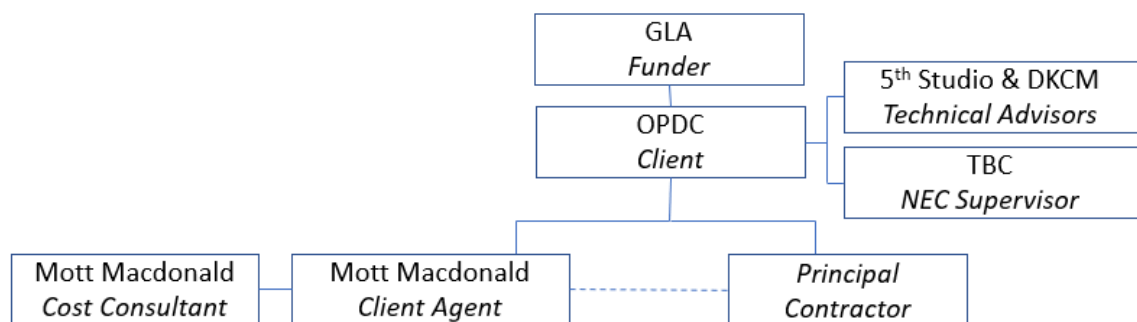 GLA
Funder
OPDC
Client
5th Studio & DKCM
Technical Advisors
TBC
NEC Supervisor
Mott Macdonald
Cost Consultant
Mott Macdonald
Client Agent
Principal
Contractor